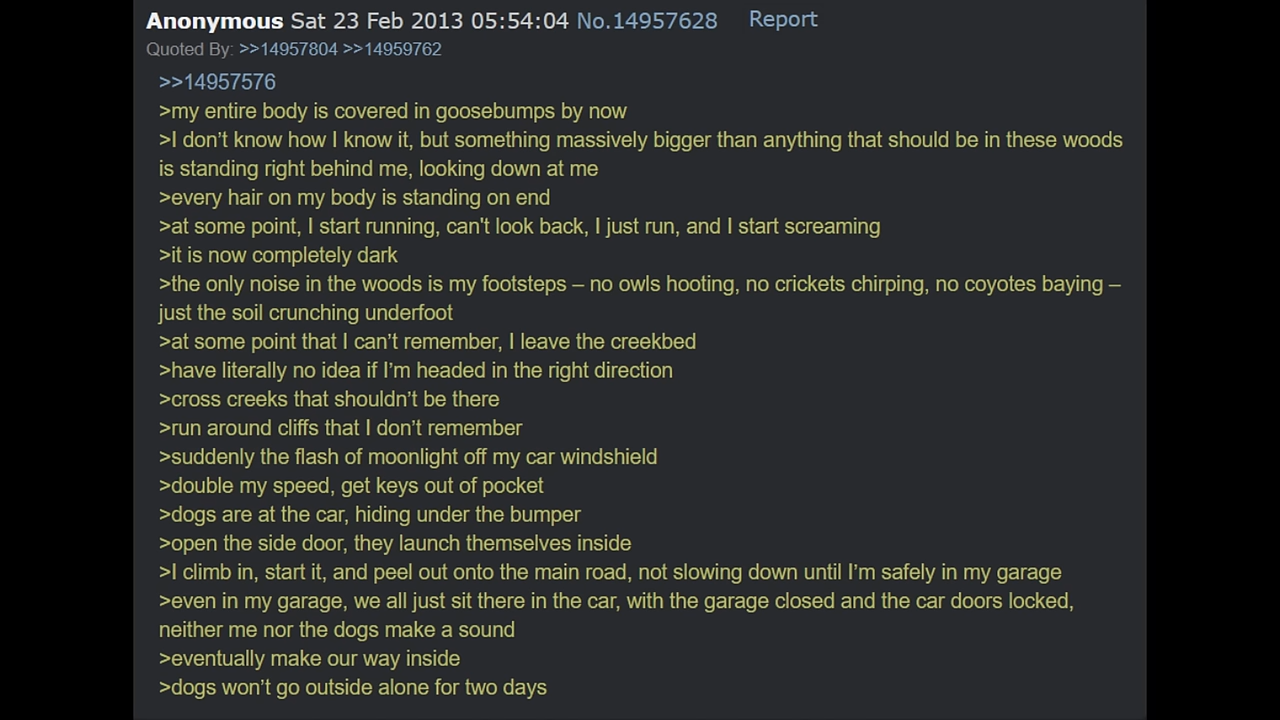 Anonymous Sat 23 Feb 2013 05:54:04 No.14957628 Report
Quoted By: >>14957804 >>14959762
>>14957576
>my entire body is covered in goosebumps by now
>I don’t know how I know it, but something massively bigger than anything that should be in these woods
is standing right behind me, looking down at me
>every hair on my body is standing on end
>at some point, I start running, can't look back, I just run, and I start screaming
>it is now completely dark
>the only noise in the woods is my footsteps – no owls hooting, no crickets chirping, no coyotes baying –
just the soil crunching underfoot
>at some point that I can’t remember, I leave the creekbed
>have literally no idea if I’m headed in the right direction
>cross creeks that shouldn’t be there
>run around cliffs that I don’t remember
>suddenly the flash of moonlight off my car windshield
>double my speed, get keys out of pocket
>dogs are at the car, hiding under the bumper
>open the side door, they launch themselves inside
>I climb in, start it, and peel out onto the main road, not slowing down until I’m safely in my garage
>even in my garage, we all just sit there in the car, with the garage closed and the car doors locked,
neither me nor the dogs make a sound
>eventually make our way inside
>dogs won’t go outside alone for two days